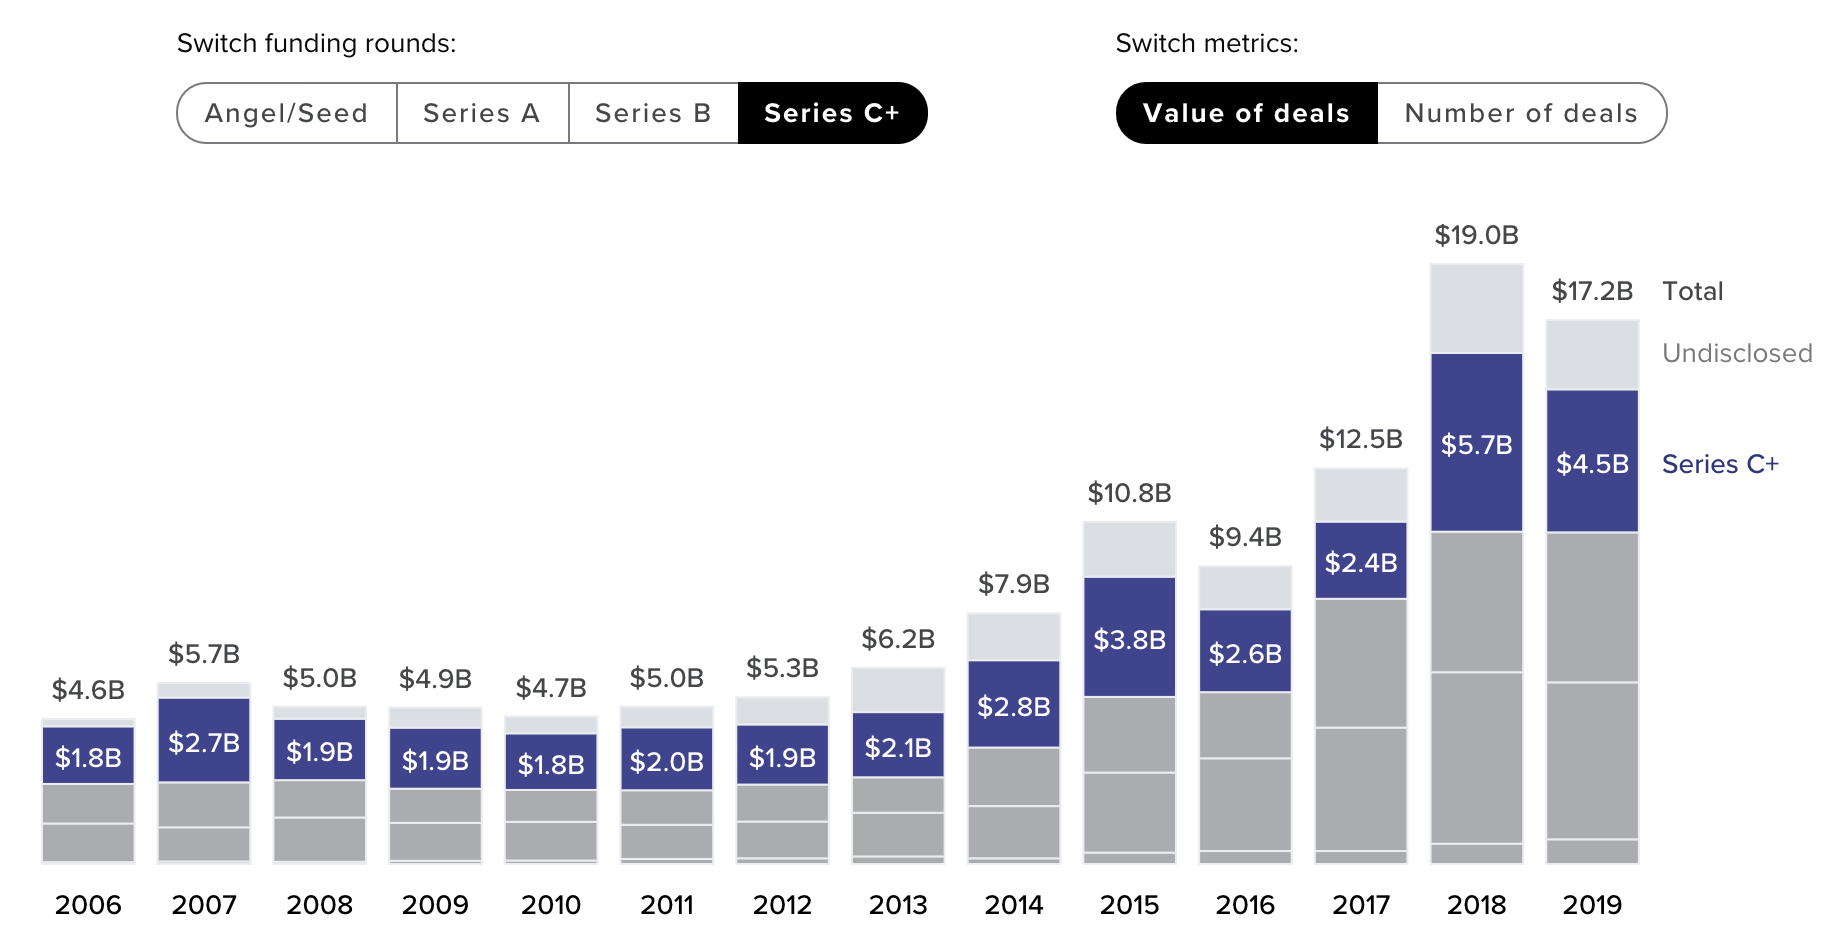 Switch funding rounds:
Switch metrics:
Angel/Seed
Series A
Series B
Series C+
Value of deals
Number of deals
$19.0B
$17.2B
Total
Undisclosed
$12.5B
$5.7B
$4.5B
Series C+
$10.8B
$9.4B
$2.4B
$7.9B
$6.2B
$3.8B
$2.6B
$4.6B
$5.7B
$5.0B
$4.9B
$4.7B
$5.0B
$5.3B
$2.8B
$1.8B
$2.7B
$1.9B
$1.9B
$1.8B
$2.0B
$1.9B
$2.1B
2006
2007
2008
2009
2010
2011
2012
2013
2014
2015
2016
2017
2018
2019